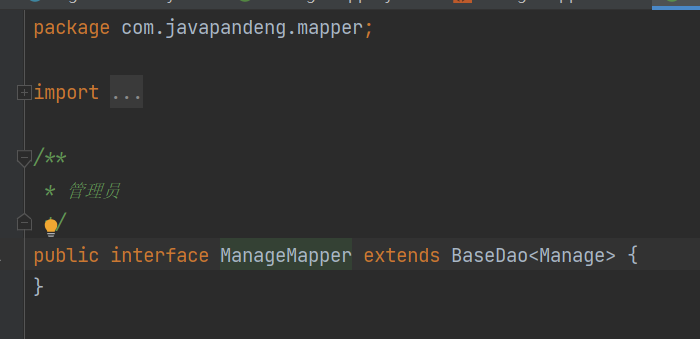 package com.javapandeng.mapper;
import ...
/**
* 管理员
*/
public interface ManageMapper extends BaseDao<Manage> {
}